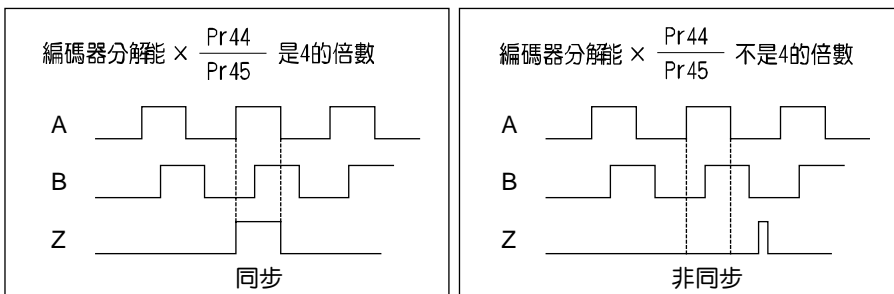 編碼器分解能 × Pr44
Pr45 是4的倍數
A
B
Z
同步
編碼器分解能 × Pr44
Pr45 不是4的倍數
A
B
Z
非同步